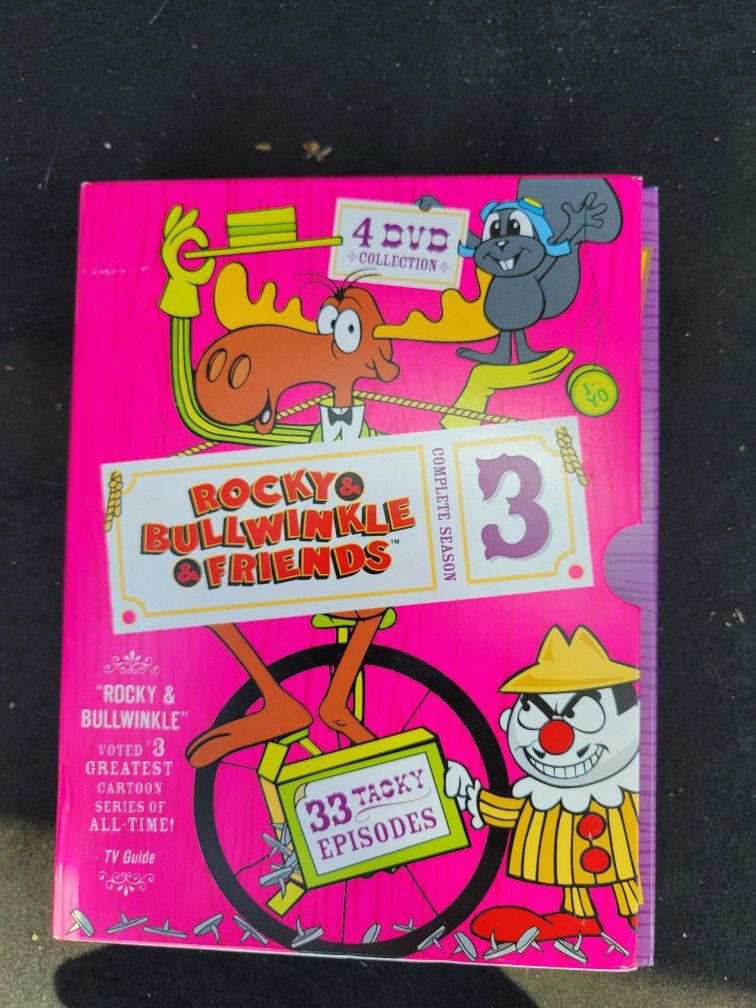 4 DVD
COLLECTION
J-
YO
ROCKY &
BULLWINKLE
& FRIENDS™
COMPLETE SEASON
3
"ROCKY &
BULLWINKLE"
VOTED #3
GREATEST
CARTOON
SERIES OF
ALL-TIME!
- TV Guide
33 TACKY
EPISODES